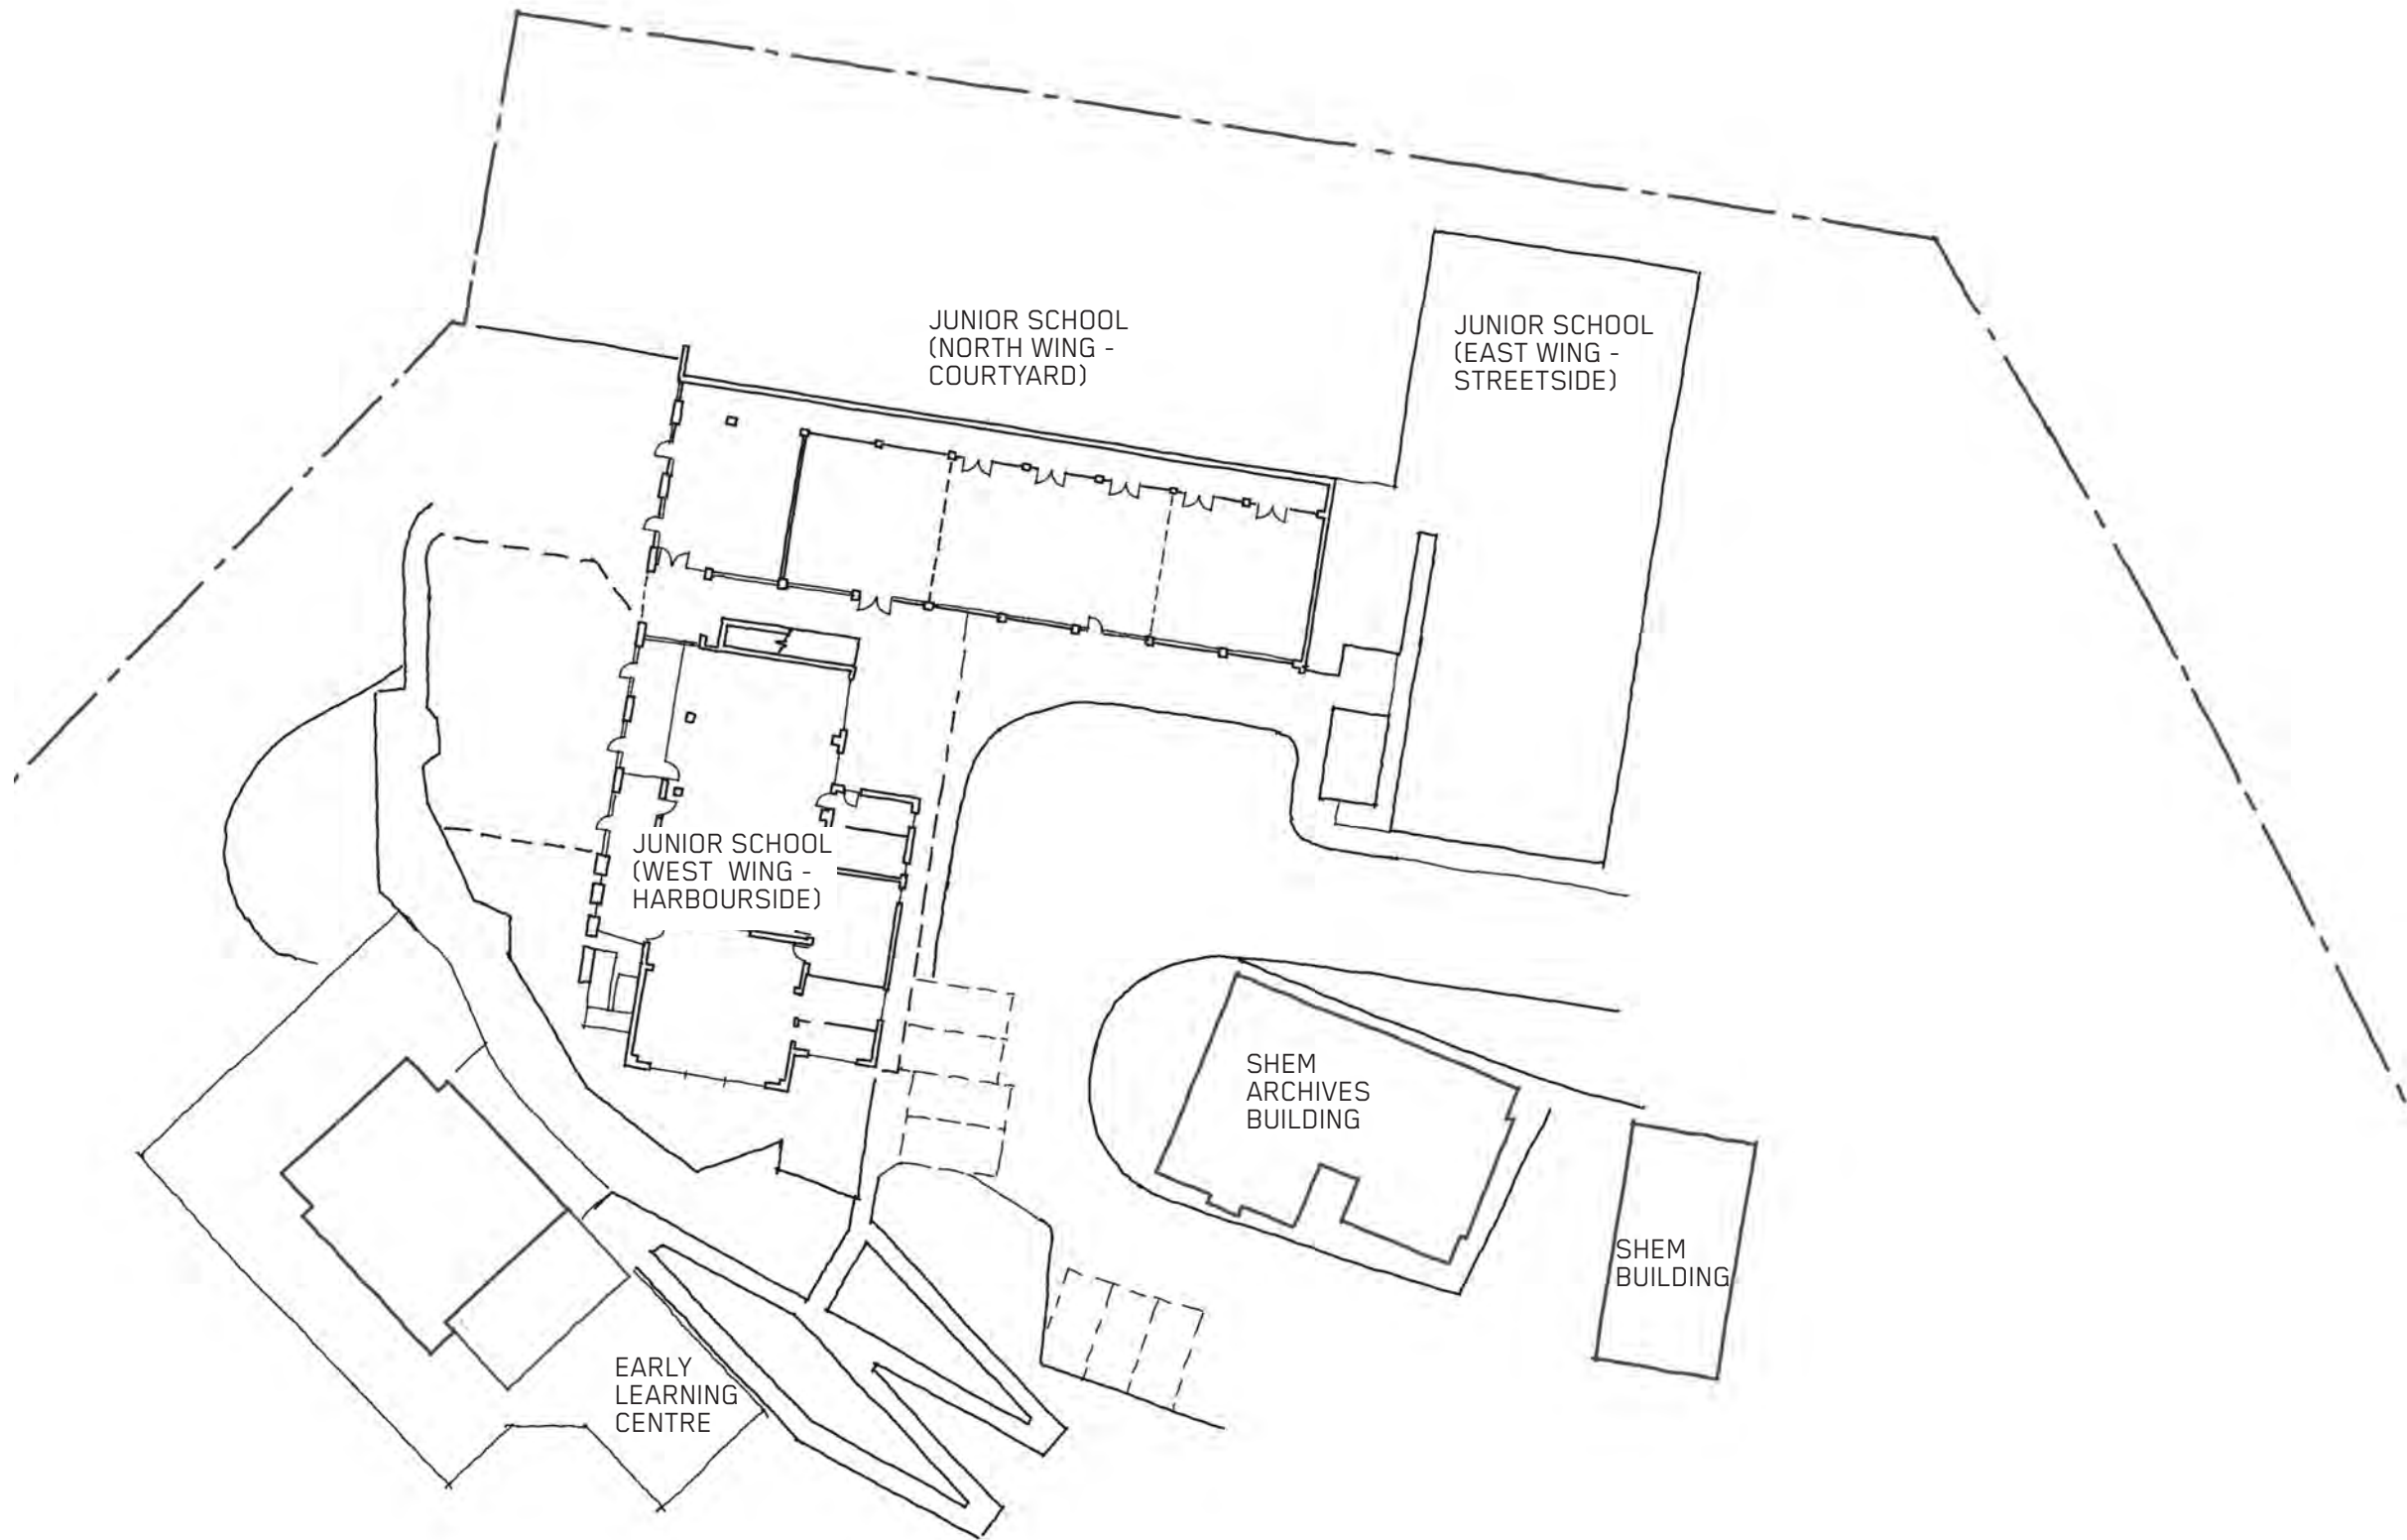 JUNIOR SCHOOL
(NORTH WING -
COURTYARD)
JUNIOR SCHOOL
(EAST WING -
STREETSIDE)
JUNIOR SCHOOL
(WEST WING -
HARBOURSIDE)
SHEM
ARCHIVES
BUILDING
SHEM
BUILDING
EARLY
LEARNING
CENTRE